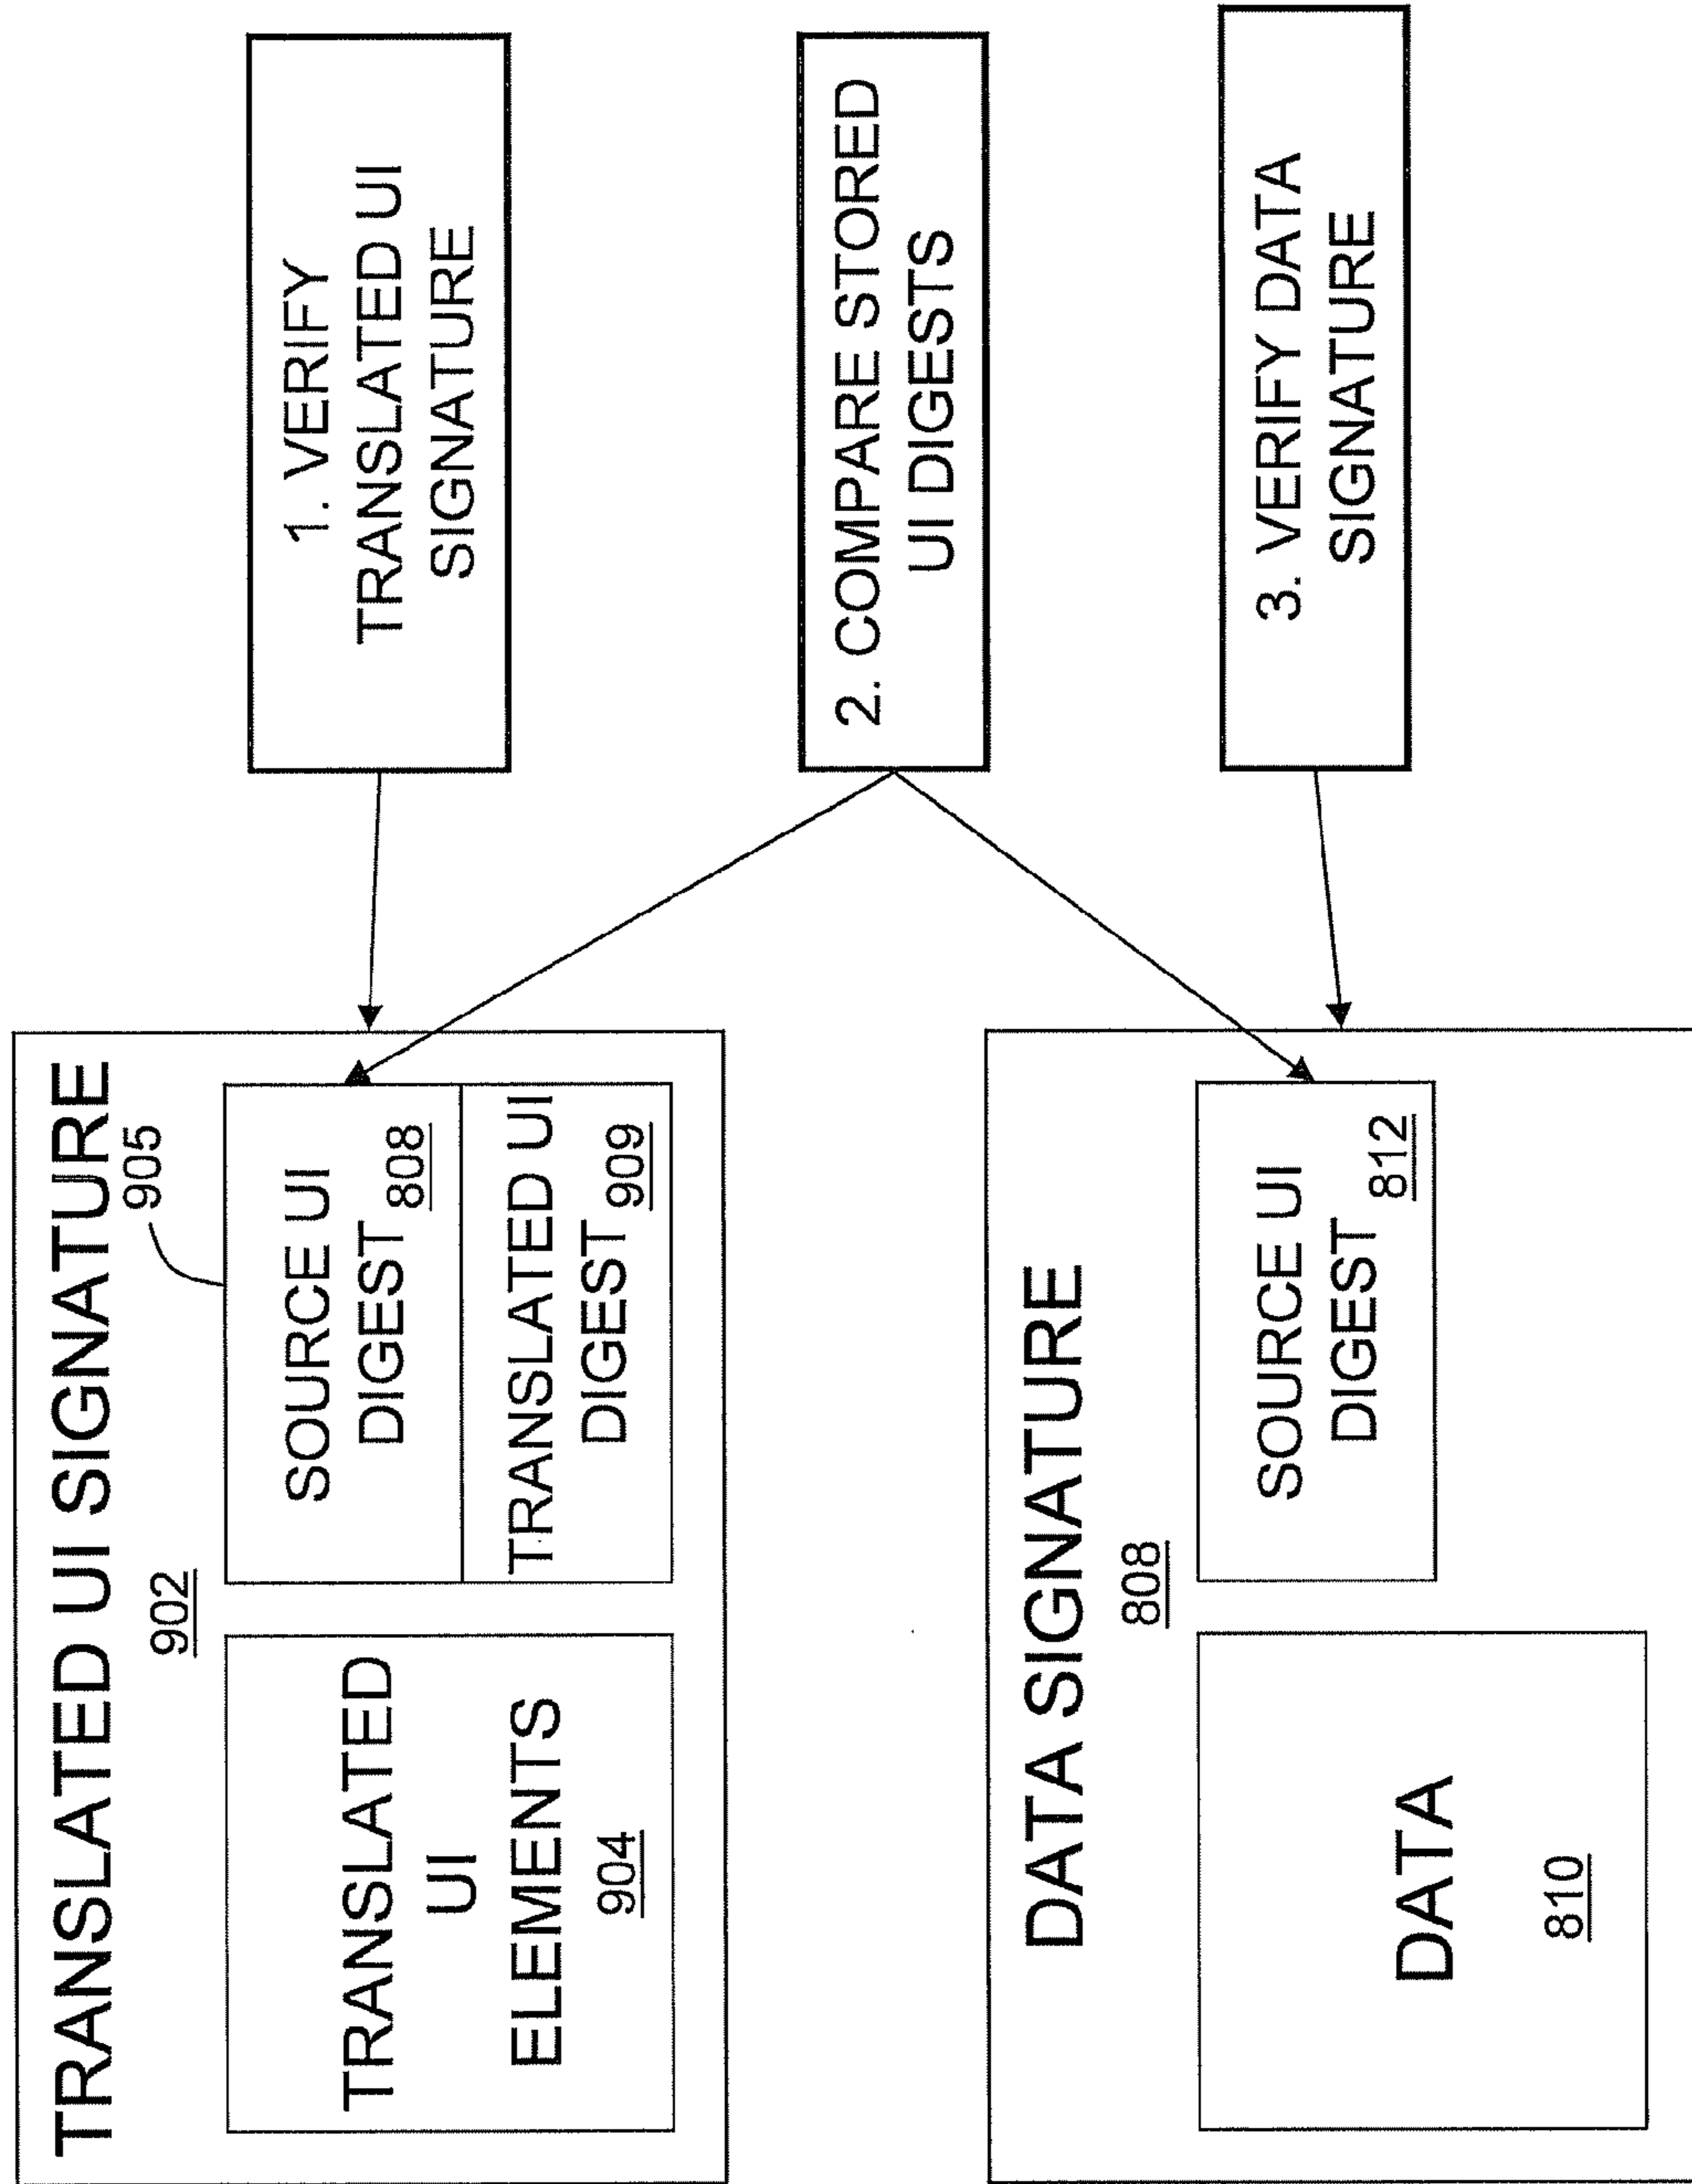 TRANSLATED UI SIGNATURE
902
905
TRANSLATED
UI
ELEMENTS
904
SOURCE UI
DIGEST
808
TRANSLATED UI
DIGEST
909
1. VERIFY
TRANSLATED UI
SIGNATURE
2. COMPARE STORED
UI DIGESTS
DATA SIGNATURE
808
DATA
810
SOURCE UI
DIGEST
812
3. VERIFY DATA
SIGNATURE